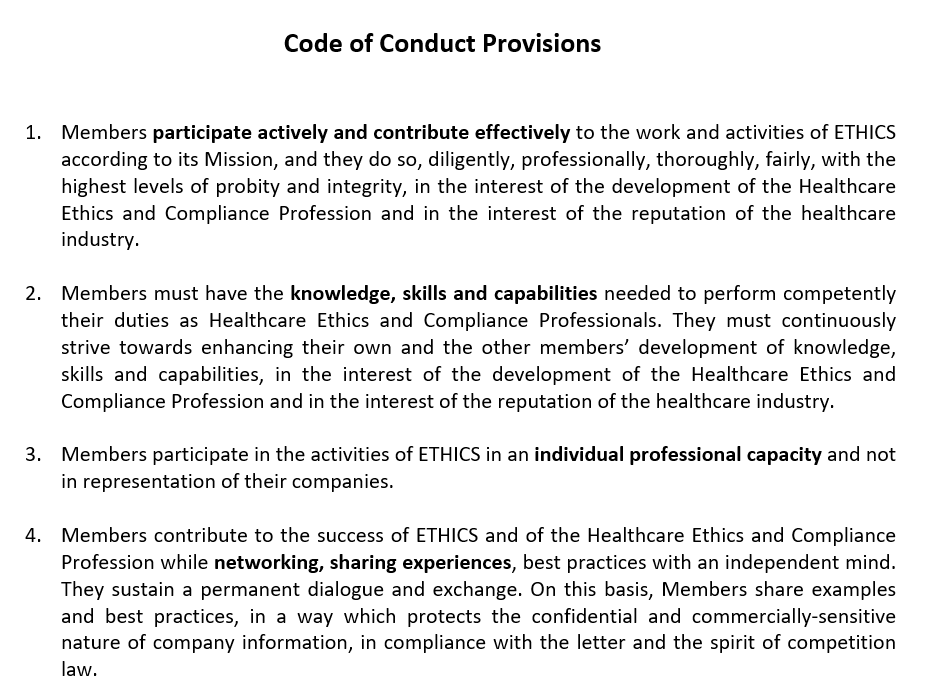 Code of Conduct Provisions
1. Members participate actively and contribute effectively to the work and activities of ETHICS
according to its Mission, and they do so, diligently, professionally, thoroughly, fairly, with the
highest levels of probity and integrity, in the interest of the development of the Healthcare
Ethics and Compliance Profession and in the interest of the reputation of the healthcare
industry.
2. Members must have the knowledge, skills and capabilities needed to perform competently
their duties as Healthcare Ethics and Compliance Professionals. They must continuously
strive towards enhancing their own and the other members’ development of knowledge,
skills and capabilities, in the interest of the development of the Healthcare Ethics and
Compliance Profession and in the interest of the reputation of the healthcare industry.
3. Members participate in the activities of ETHICS in an individual professional capacity and not
in representation of their companies.
4. Members contribute to the success of ETHICS and of the Healthcare Ethics and Compliance
Profession while networking, sharing experiences, best practices with an independent mind.
They sustain a permanent dialogue and exchange. On this basis, Members share examples
and best practices, in a way which protects the confidential and commercially-sensitive
nature of company information, in compliance with the letter and the spirit of competition
law.